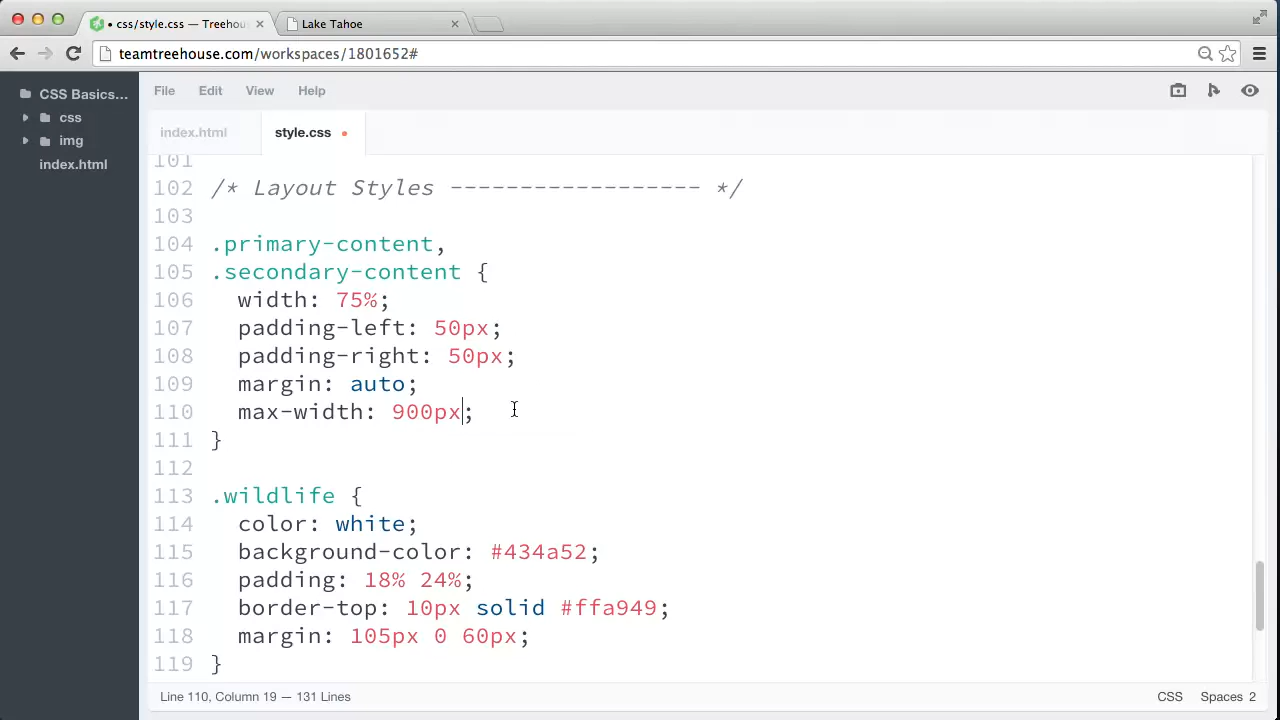 • css/style.css — Treehou
Lake Tahoe
teamtreehouse.com/workspaces/1801652#
CSS Basics...
css
img
index.html
File Edit View Help
index.html
style.css
101
102 /* Layout Styles ------------------ */
103
104 .primary-content,
105 .secondary-content {
106 width: 75%;
107 padding-left: 50px;
108 padding-right: 50px;
109 margin: auto;
110 max-width: 900px;
111 }
112
113 .wildlife {
114 color: white;
115 background-color: #434a52;
116 padding: 18% 24%;
117 border-top: 10px solid #ffa949;
118 margin: 105px 0 60px;
119 }
Line 110, Column 19 — 131 Lines
CSS Spaces 2